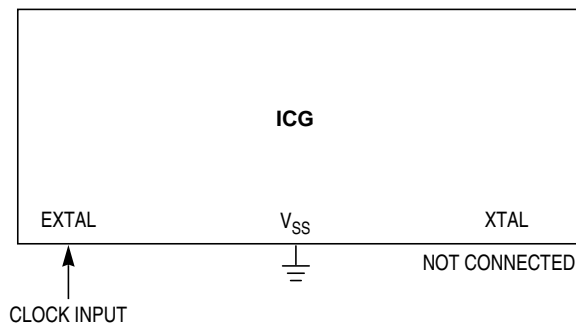 ICG
EXTAL
V_SS
XTAL
NOT CONNECTED
CLOCK INPUT